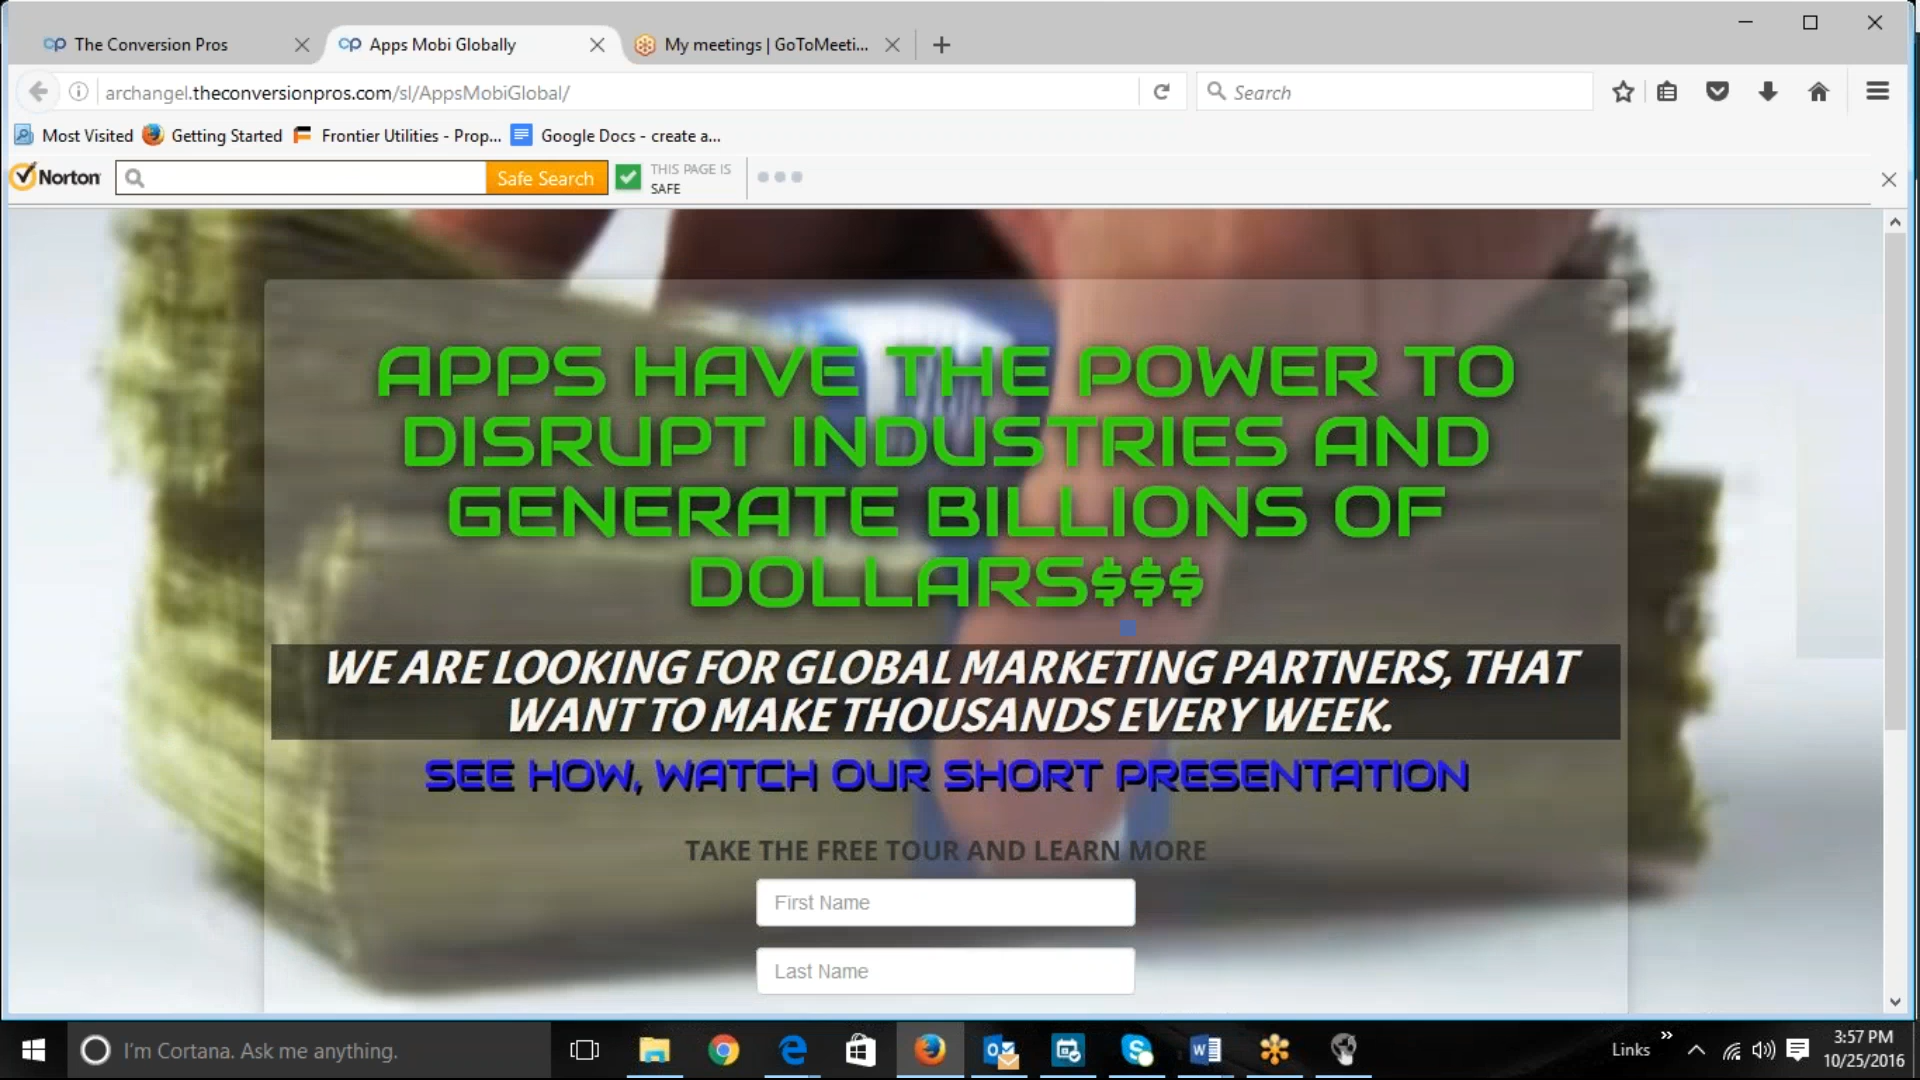 The Conversion Pros
Apps Mobi Globally
My meetings | GoToMeeti...
archangel.theconversionpros.com/sl/AppsMobiGlobal/
Search
Most Visited
Getting Started
Frontier Utilities - Prop...
Google Docs - create a...
Norton
Safe Search
THIS PAGE IS
SAFE
APPS HAVE THE POWER TO
DISRUPT INDUSTRIES AND
GENERATE BILLIONS OF
DOLLARS$$$
WE ARE LOOKING FOR GLOBAL MARKETING PARTNERS, THAT
WANT TO MAKE THOUSANDS EVERY WEEK.
SEE HOW, WATCH OUR SHORT PRESENTATION
TAKE THE FREE TOUR AND LEARN MORE
First Name
Last Name
I'm Cortana. Ask me anything.
Links
3:57 PM
10/25/2016